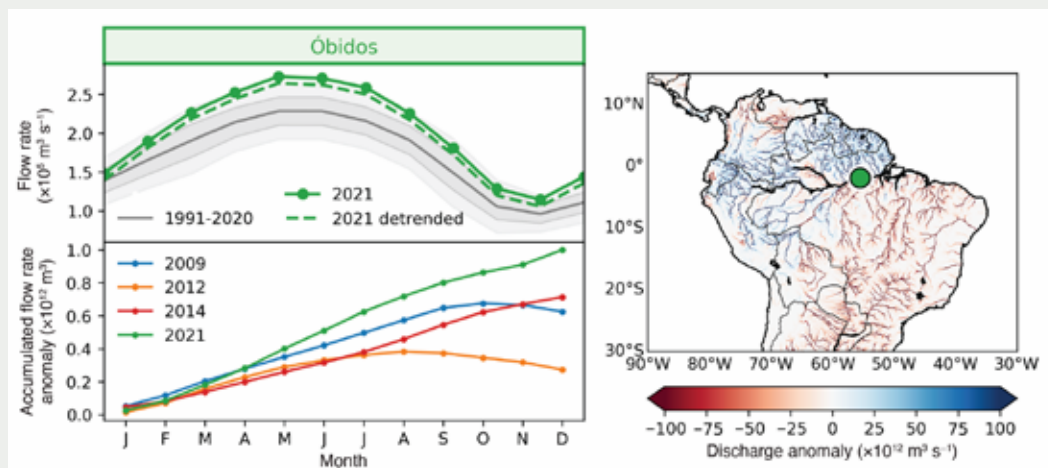 Óbidos
Flow rate
(×10⁵ m³ s⁻¹)
2.5
2.0
1.5
1.0
1991-2020
2021
2021 detrended
Accumulated flow rate
anomaly (×10¹² m³)
1.0
0.8
0.6
0.4
0.2
0.0
2009
2012
2014
2021
J F M A M J J A S O N D
Month
10°N
0°
10°S
20°S
30°S
90°W 80°W 70°W 60°W 50°W 40°W 30°W
−100 −75 −50 −25 0 25 50 75 100
Discharge anomaly (×10¹² m³ s⁻¹)